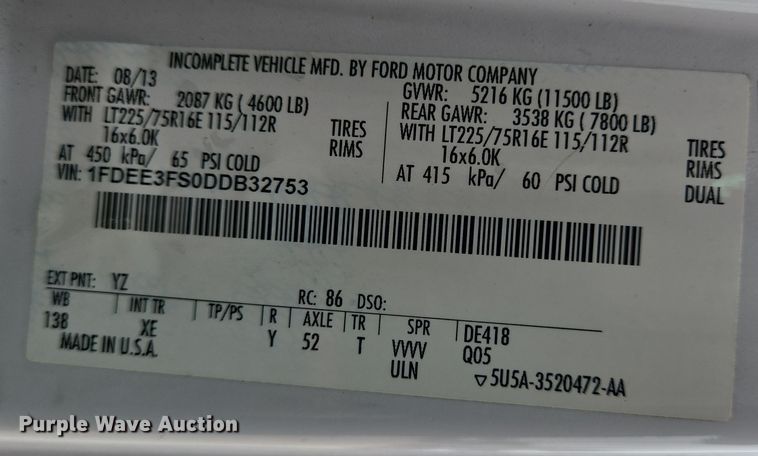 INCOMPLETE VEHICLE MFD. BY FORD MOTOR COMPANY
DATE: 08/13 GVWR: 5216 KG (11500 LB)
FRONT GAWR: 2087 KG ( 4600 LB) REAR GAWR: 3538 KG ( 7800 LB)
WITH LT225/75R16E 115/112R TIRES WITH LT225/75R16E 115/112R TIRES
16x6.0K RIMS 16x6.0K RIMS
AT 450 kPa/ 65 PSI COLD AT 415 kPa/ 60 PSI COLD DUAL
VIN: 1FDEE3FS0DDB32753
EXT PNT: YZ RC: 86 DSO:
WB INT TR TP/PS R AXLE TR SPR DE418
138 XE Y 52 T VVVV Q05
MADE IN U.S.A. ULN ▽5U5A-3520472-AA
Purple Wave Auction